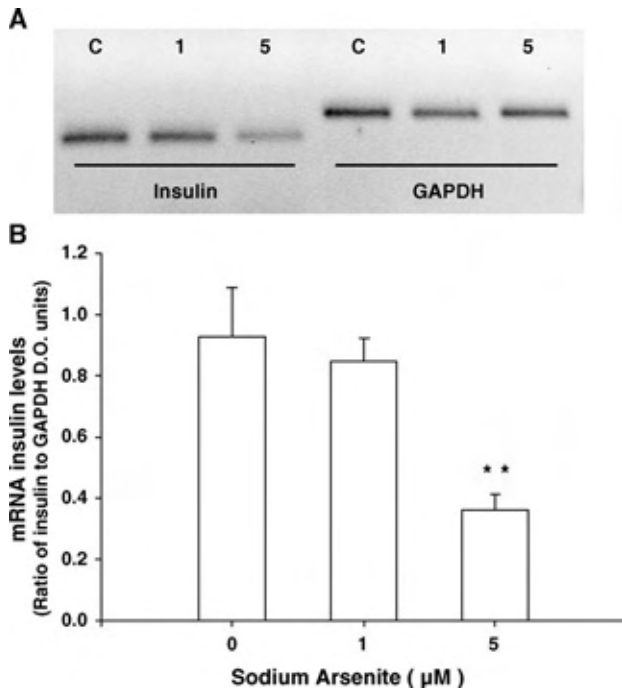 A
C 1 5 C 1 5
Insulin GAPDH
B
mRNA insulin levels
(Ratio of insulin to GAPDH D.O. units)
1.2
1.0
0.8
0.6
0.4
0.2
0.0
* *
0 1 5
Sodium Arsenite ( µM )